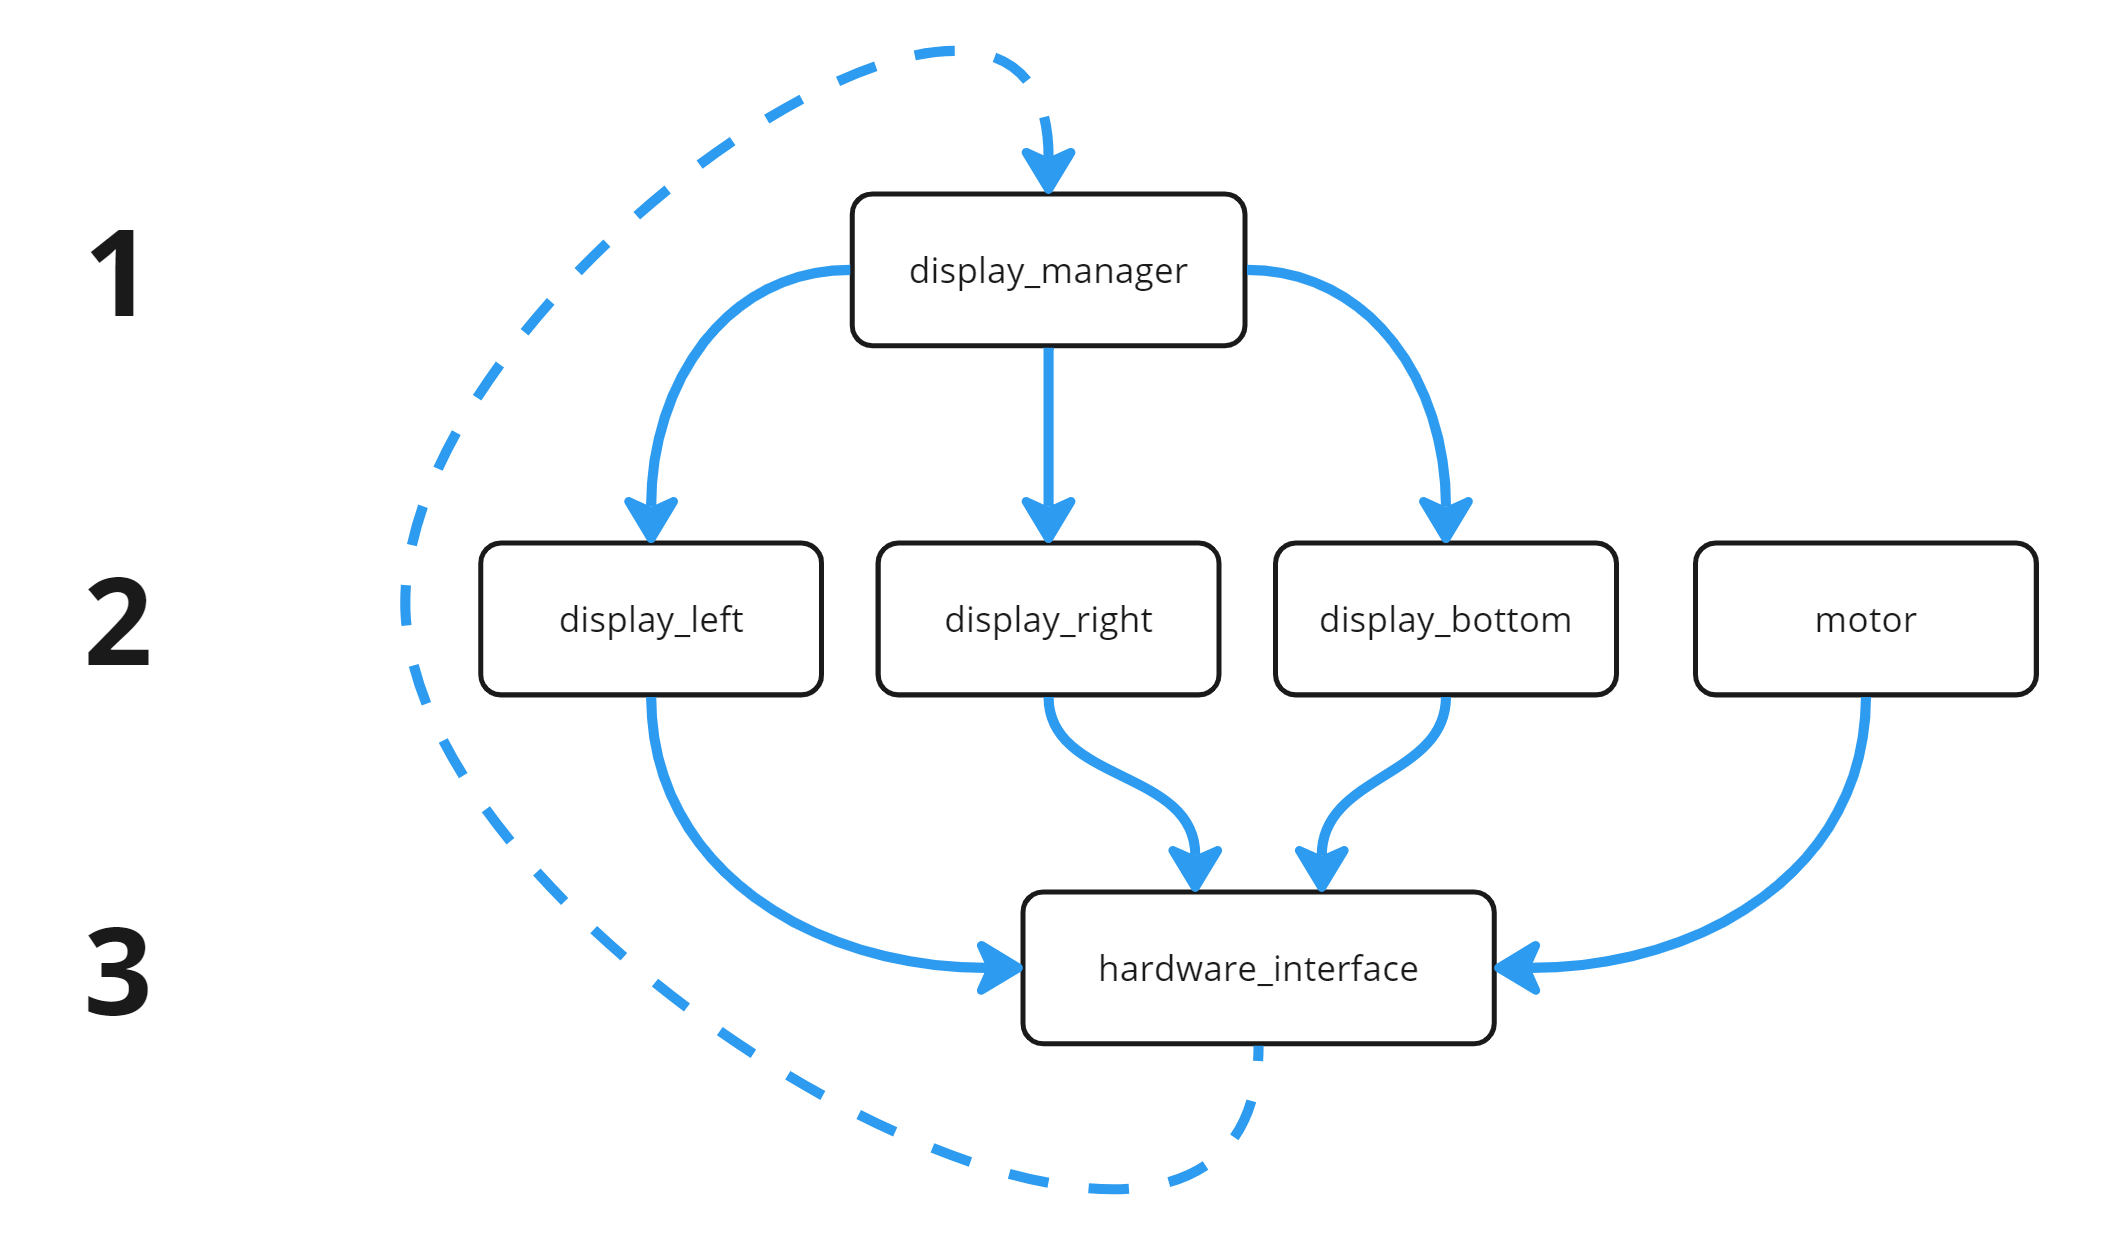 1
display_manager
2
display_left
display_right
display_bottom
motor
3
hardware_interface